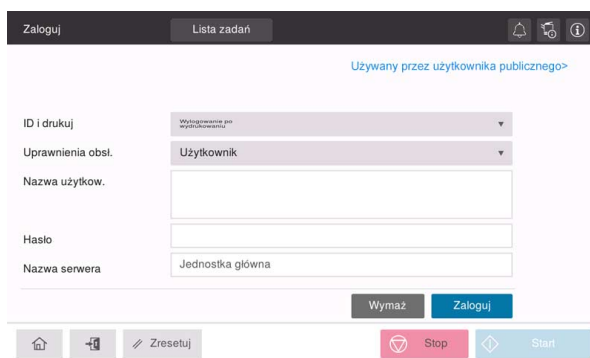 Zaloguj
Lista zadań
Używany przez użytkownika publicznego>
ID i drukuj
Wylogowanie po
wydrukowaniu
Uprawnienia obsł.
Użytkownik
Nazwa użytkow.
Hasło
Nazwa serwera
Jednostka główna
Wymaż
Zaloguj
Zresetuj
Stop
Start